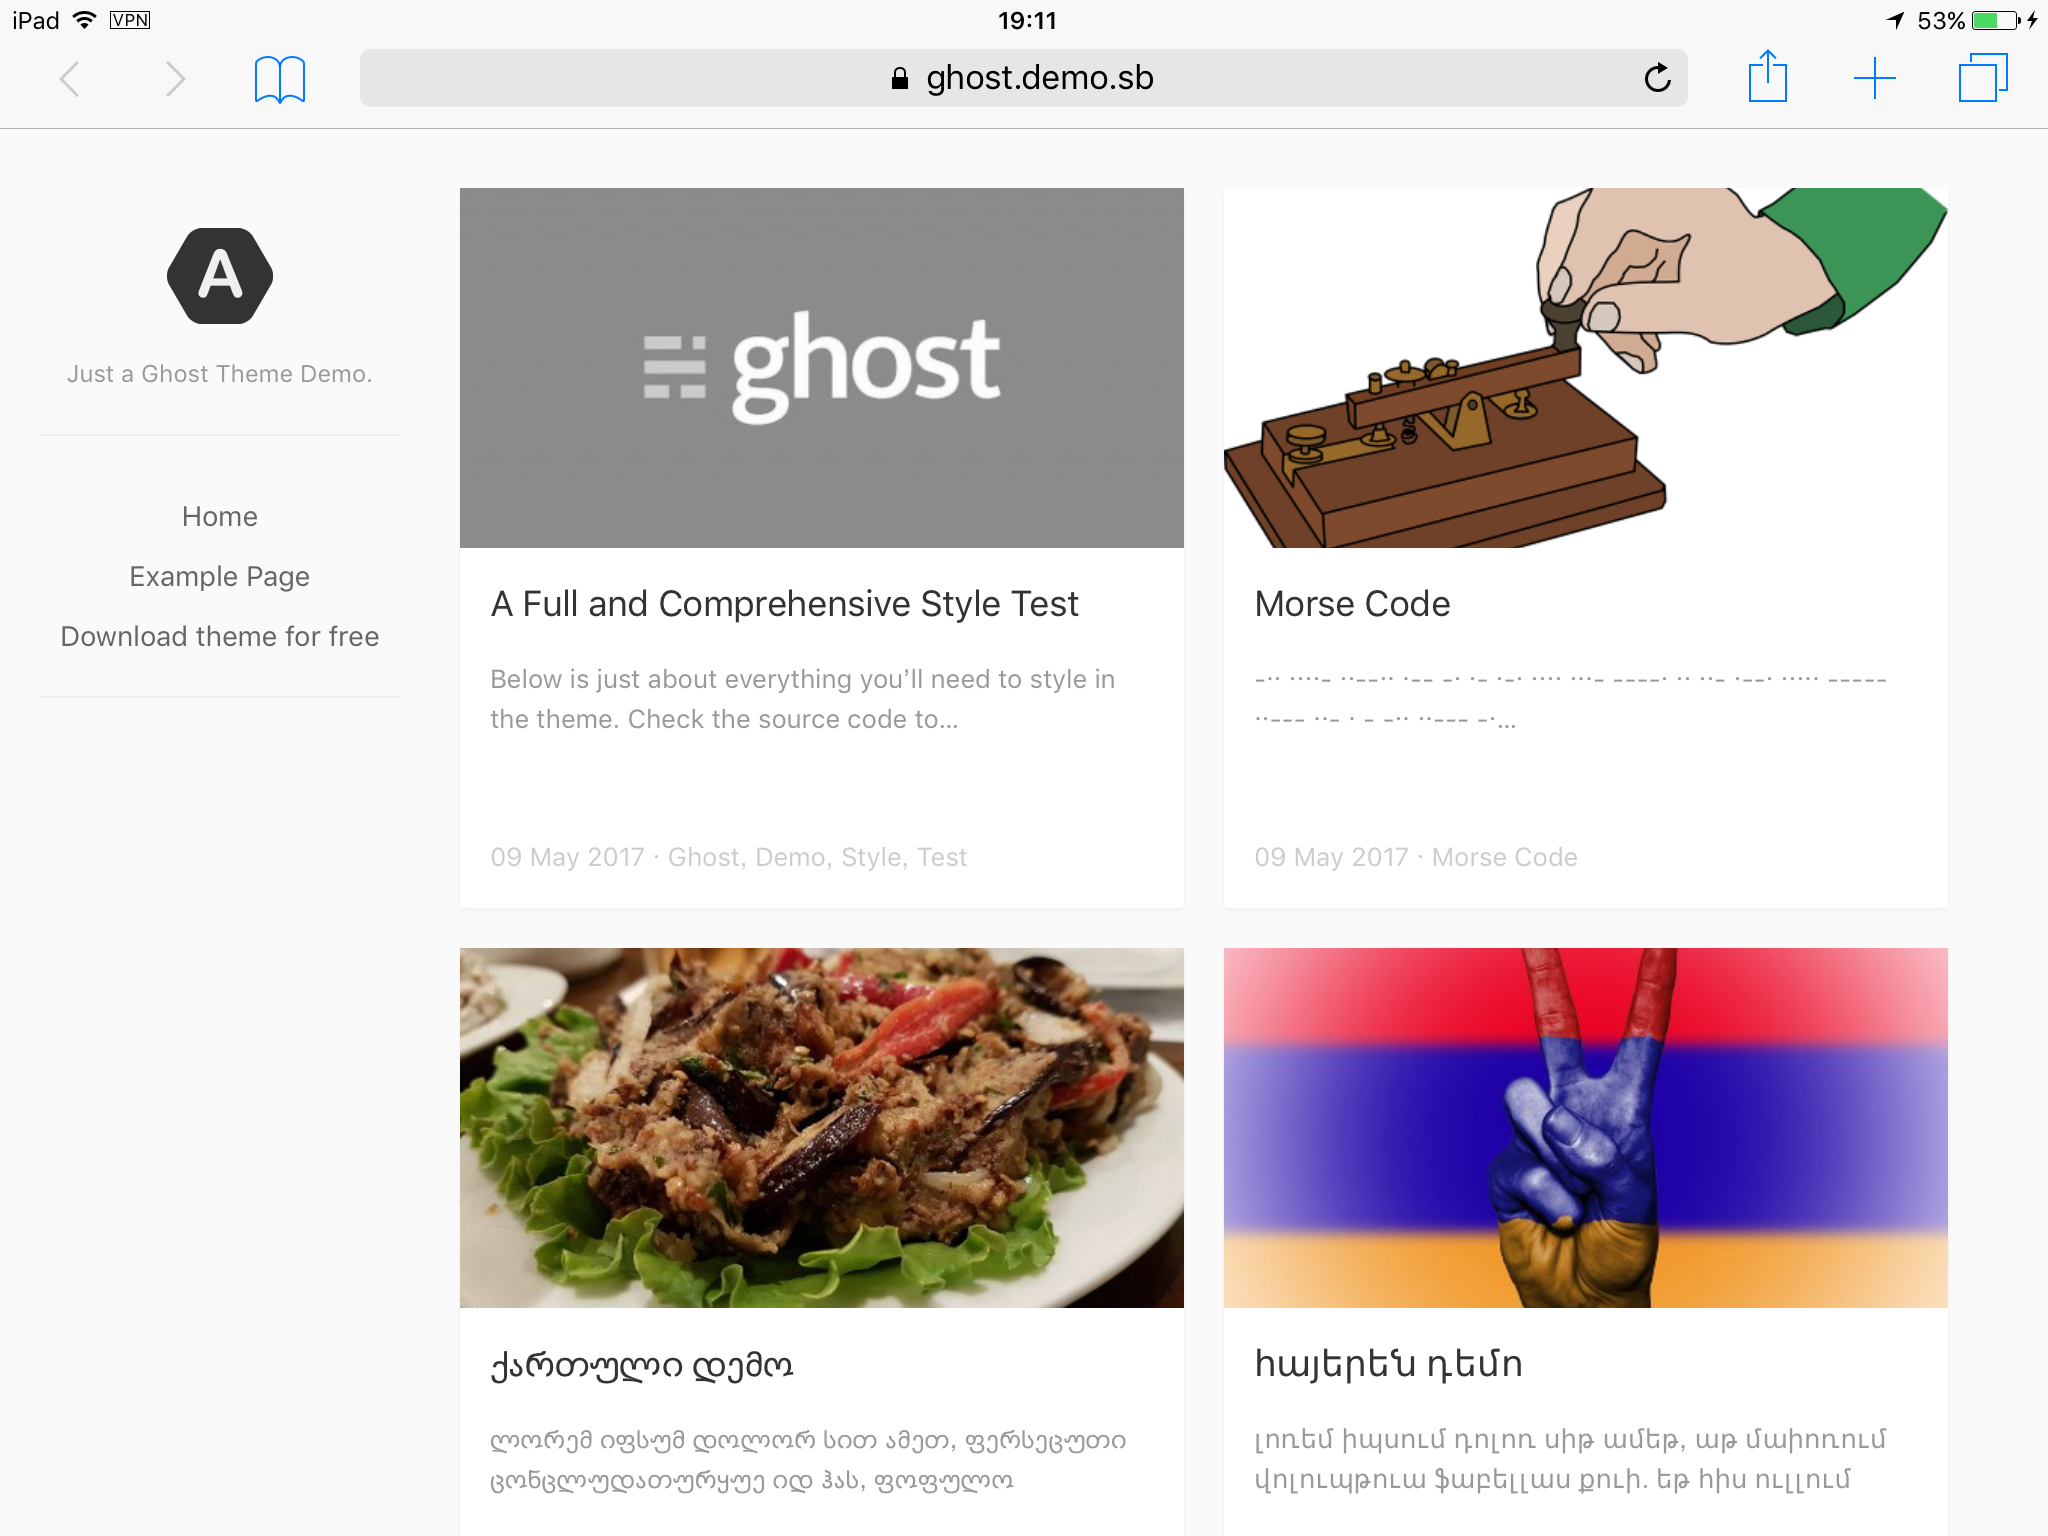 iPad VPN 19:11 53%
ghost.demo.sb
A
Just a Ghost Theme Demo.
Home
Example Page
Download theme for free
ghost
A Full and Comprehensive Style Test
Below is just about everything you’ll need to style in
the theme. Check the source code to...
09 May 2017 · Ghost, Demo, Style, Test
Morse Code
-·· ····- ··--·· ·-- -· ·- ·-· ···· ···- ----· ·· ··- ·--· ····· -----
··--- ··- · - -·· ··--- -·...
09 May 2017 · Morse Code
ქართული დემო
ლორემ იფსუმ დოლორ სით ამეთ, ფერსეცუთი
ცონცლუდათურყუე იდ ჰას, ფოფულო
հայերեն դեմո
լոռեմ իպսում դոլոռ սիթ ամեթ, աթ մաիոռում
վոլուպթուա ֆաբելլաս քուի. եթ հիս ուլլում